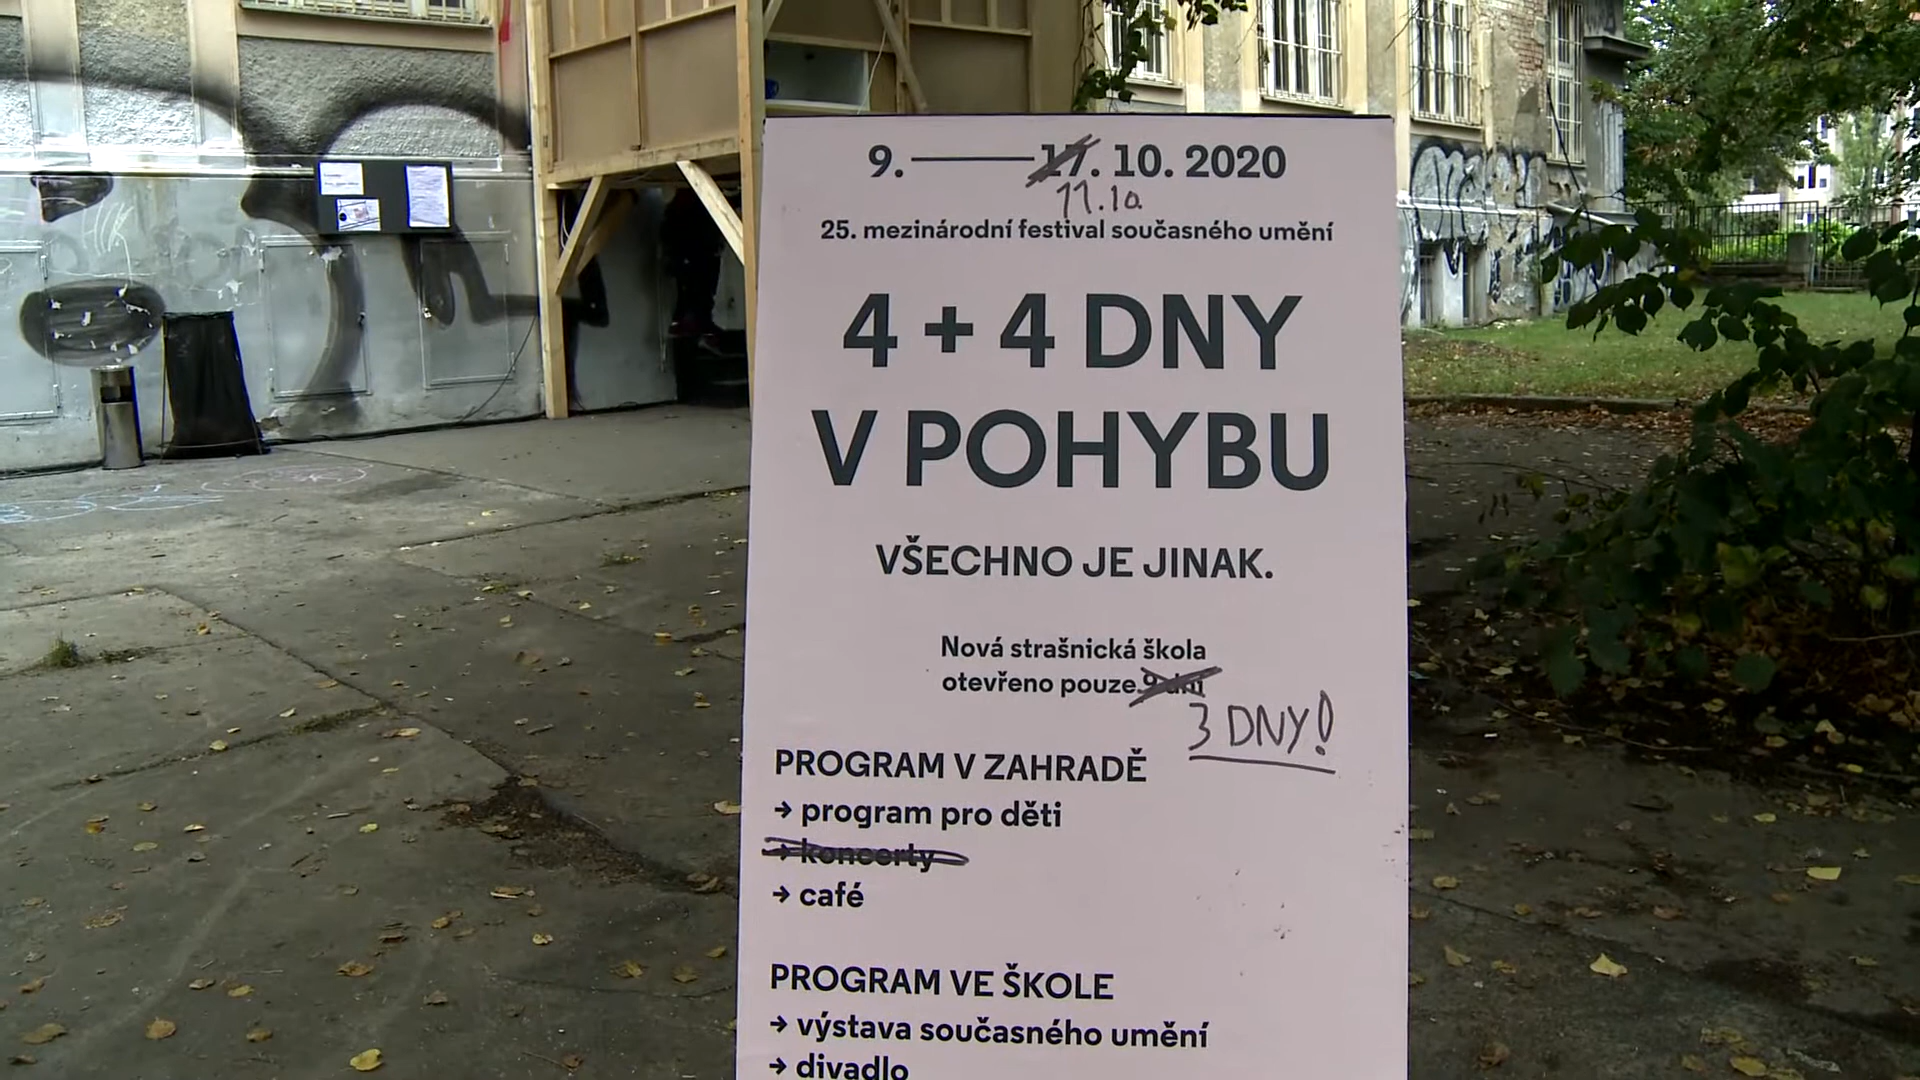 9. 17. 10. 2020
11.10.
25. mezinárodní festival současného umění
4 + 4 DNY
V POHYBU
VŠECHNO JE JINAK.
Nová strašnická škola
otevřeno pouze 9 dní
3 DNY!
PROGRAM V ZAHRADĚ
→ program pro děti
→ koncerty
→ café
PROGRAM VE ŠKOLE
→ výstava současného umění
→ divadlo